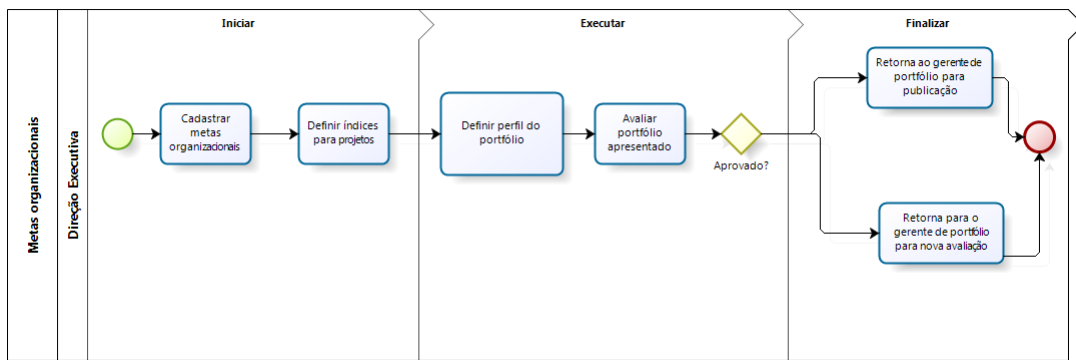 Metas organizacionais
Direção Executiva
Iniciar
Executar
Finalizar
Cadastrar
metas
organizacionais
Definir índices
para projetos
Definir perfil do
portfólio
Avaliar
portfólio
apresentado
Aprovado?
Retorna ao gerente de
portfólio para
publicação
Retorna para o
gerente de portfólio
para nova avaliação